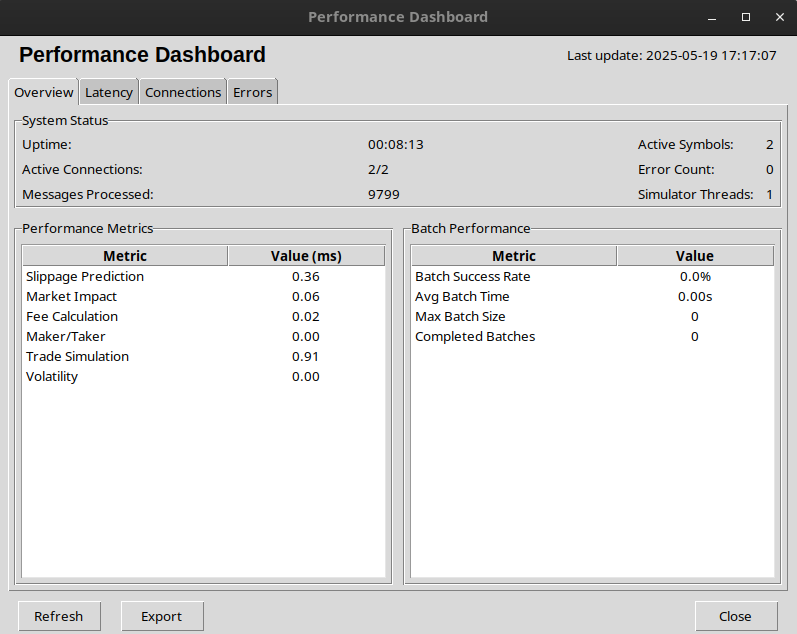 Performance Dashboard
Performance Dashboard
Last update: 2025-05-19 17:17:07
Overview Latency Connections Errors
System Status
Uptime: 00:08:13 Active Symbols: 2
Active Connections: 2/2 Error Count: 0
Messages Processed: 9799 Simulator Threads: 1
Performance Metrics
Metric Value (ms)
Slippage Prediction 0.36
Market Impact 0.06
Fee Calculation 0.02
Maker/Taker 0.00
Trade Simulation 0.91
Volatility 0.00
Batch Performance
Metric Value
Batch Success Rate 0.0%
Avg Batch Time 0.00s
Max Batch Size 0
Completed Batches 0
Refresh Export Close